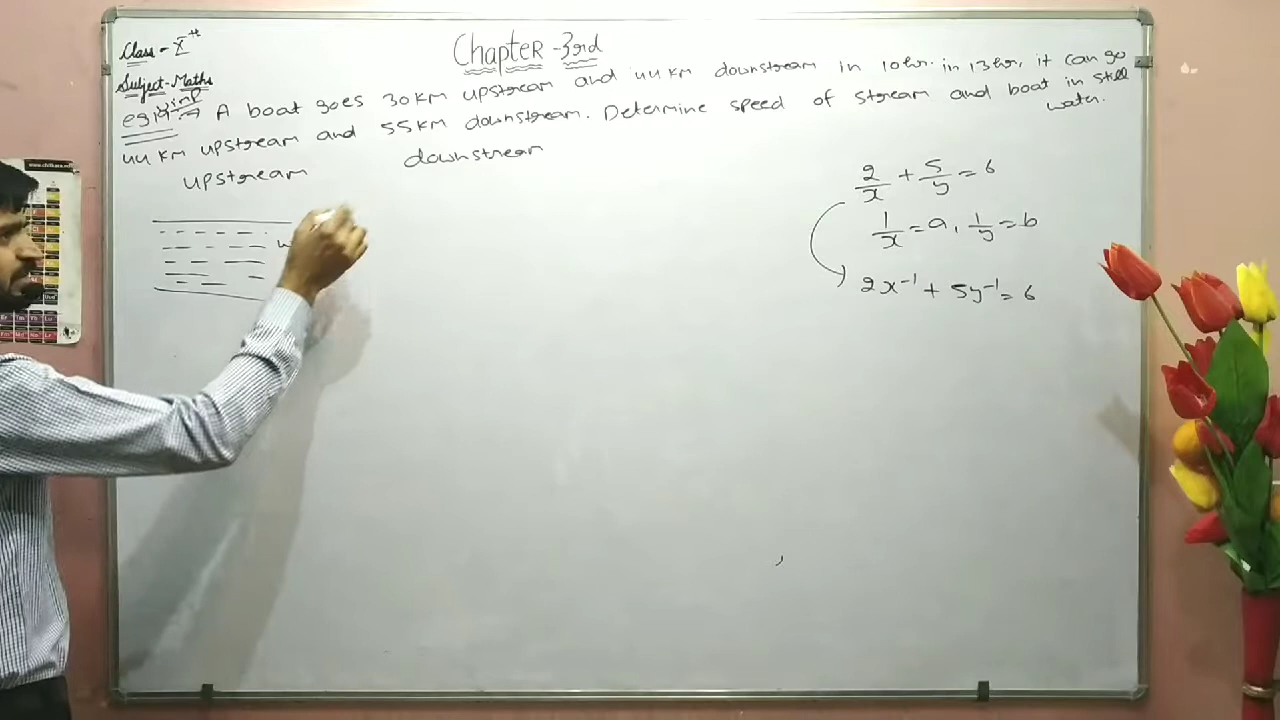 Class - Xth
Chapter - 3rd
Subject - Maths
A boat goes 30 KM upstream and 44 KM downstream in 10 hr. in 13 hr, it can go
44 KM upstream and 55 KM downstream. Determine speed of stream and boat in still
water.
upstream
downstream
2/x + 5/y = 6
1/x = a, 1/y = b
2x⁻¹ + 5y⁻¹ = 6